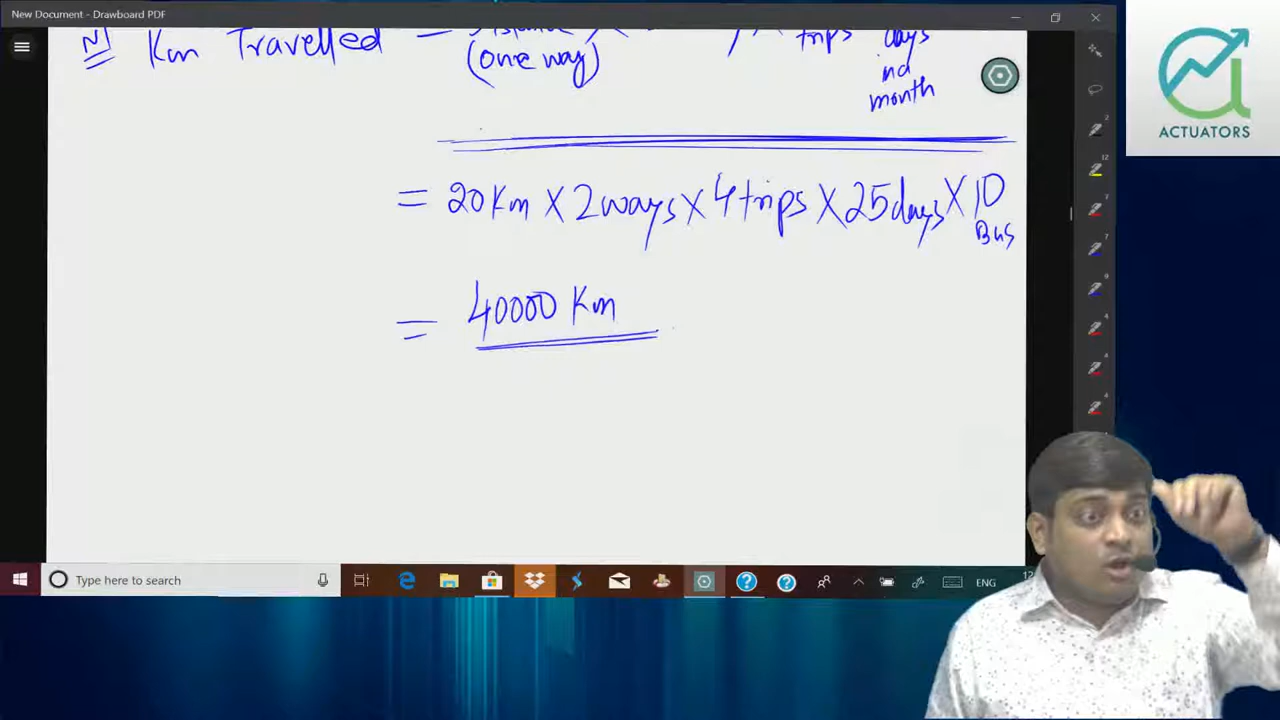 New Document - Drawboard PDF
N Km Travelled = Distance X X trips days
(one way) in a
month
= 20 Km X 2 ways X 4 trips X 25 days X 10
Bus
= 40000 Km
ACTUATORS
Type here to search
ENG